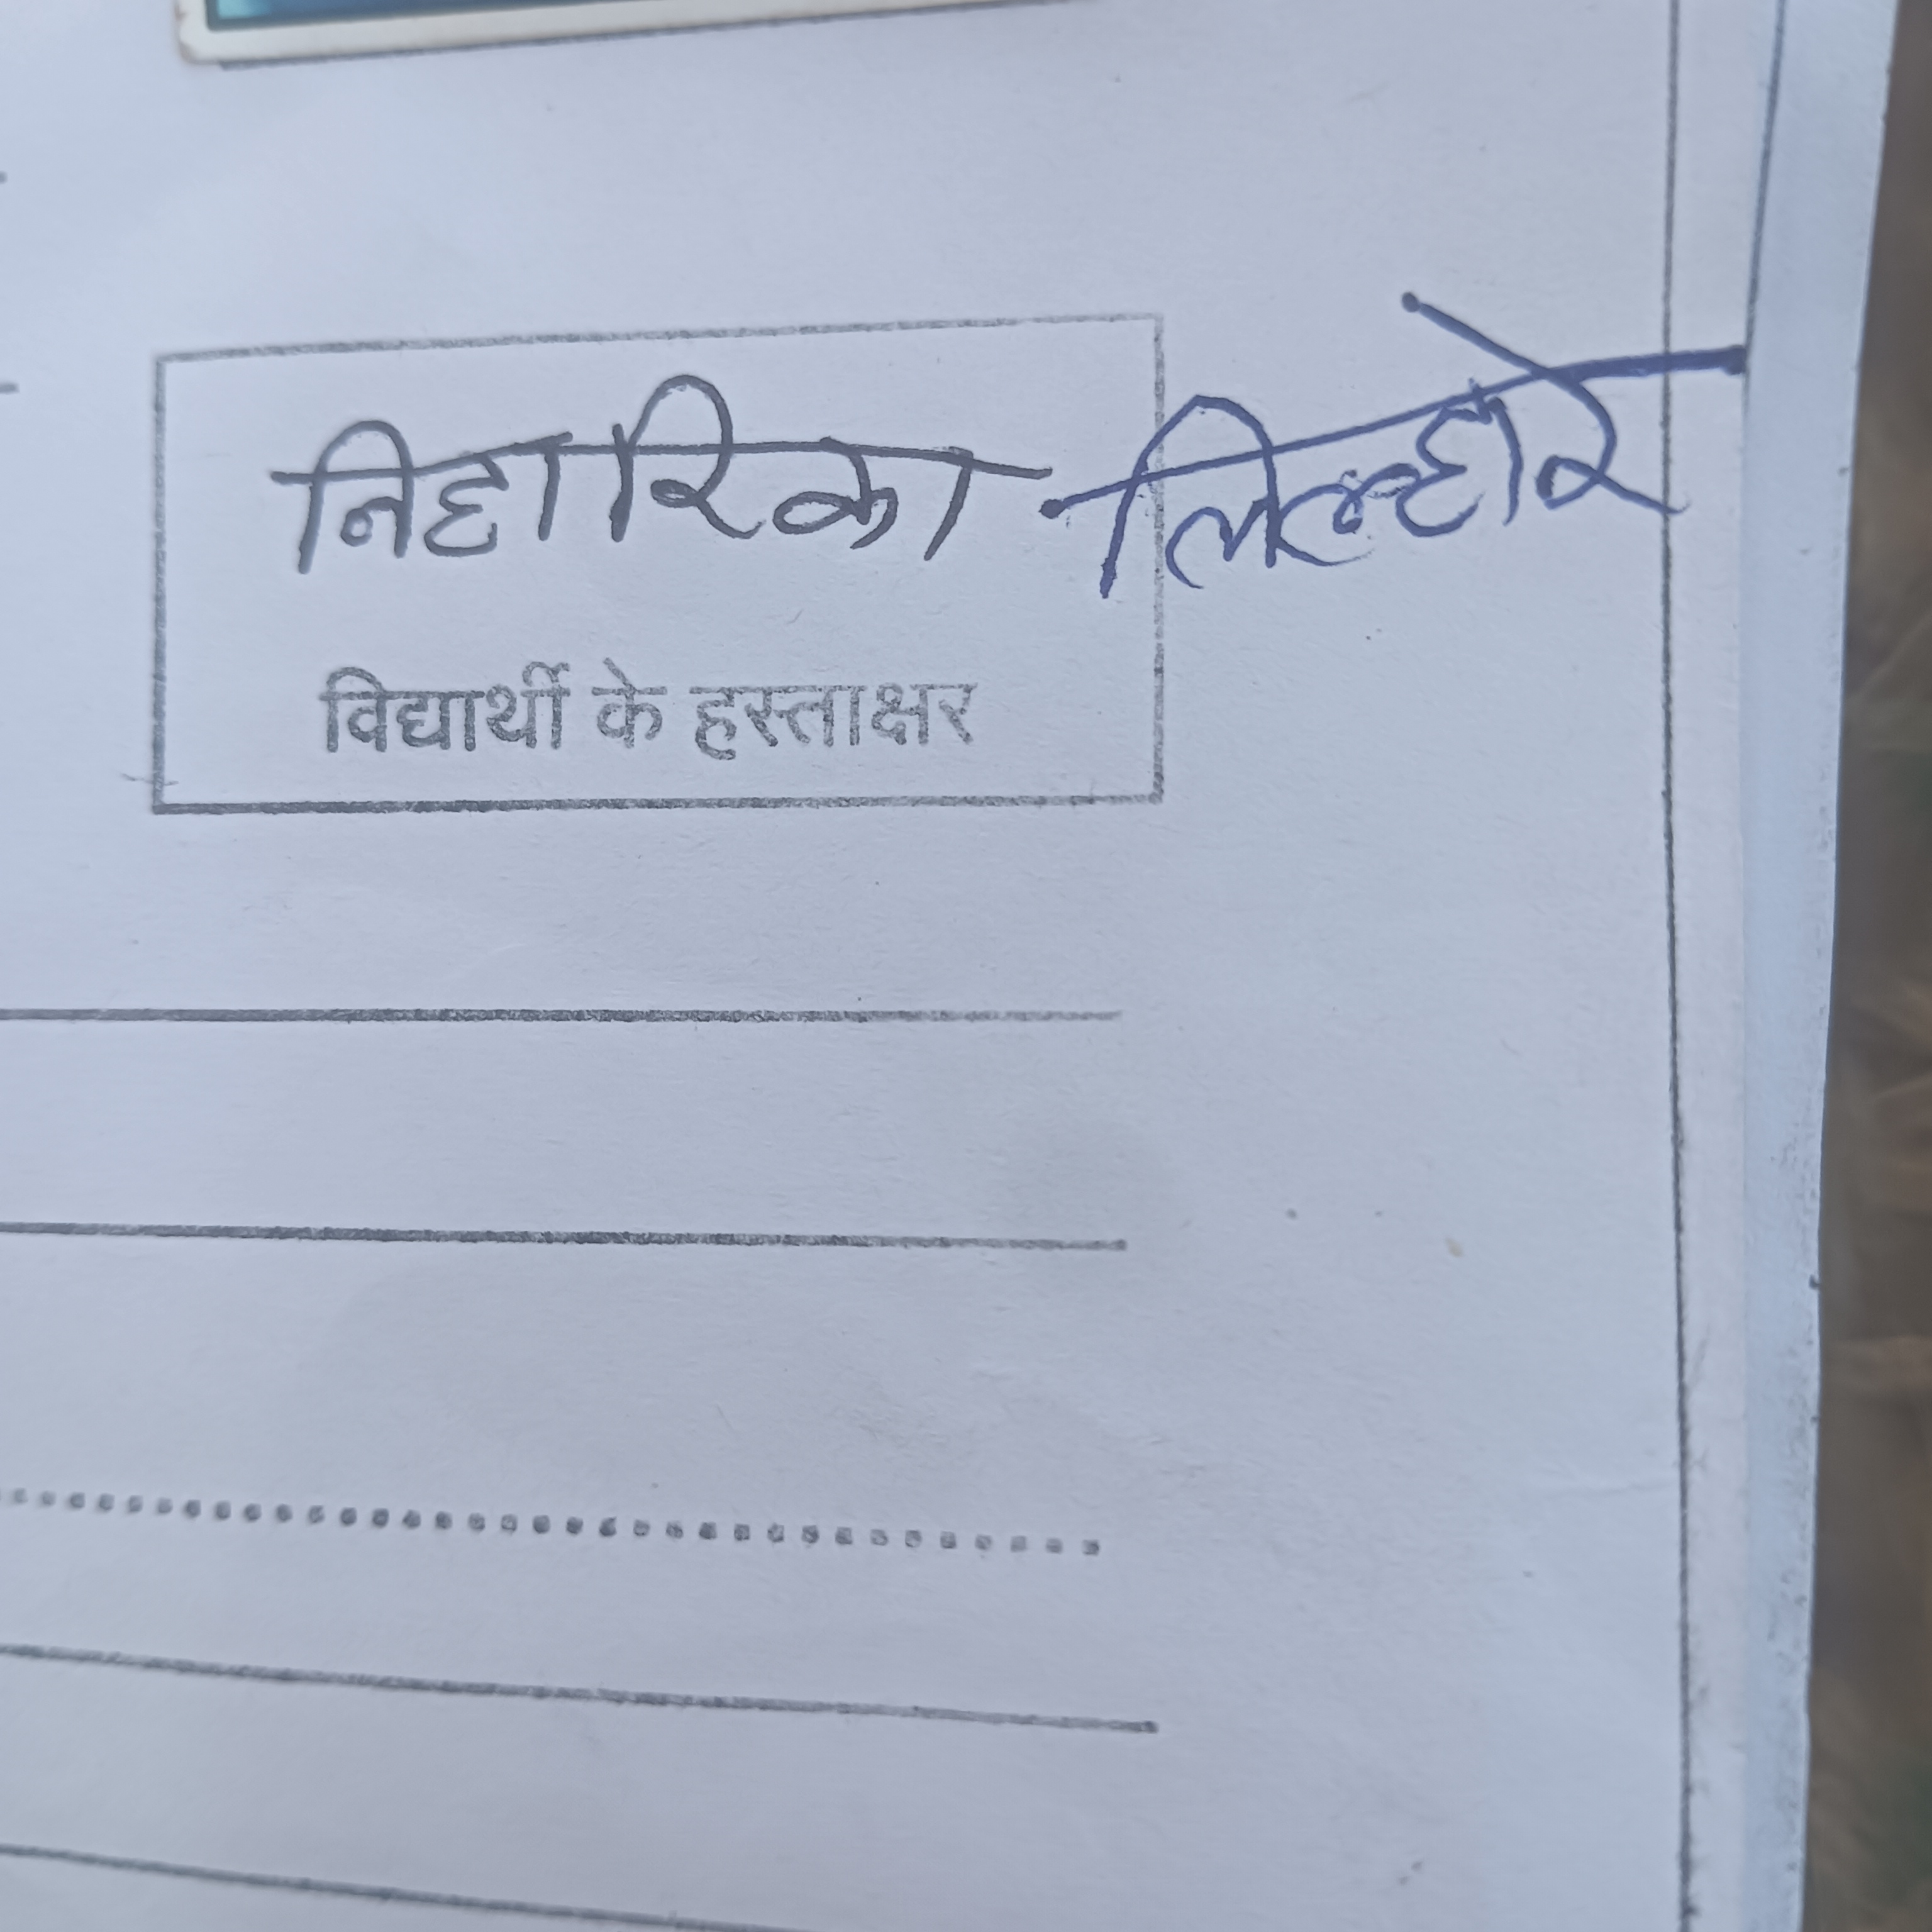 निहारिका लिल्हारे
विद्यार्थी के हस्ताक्षर